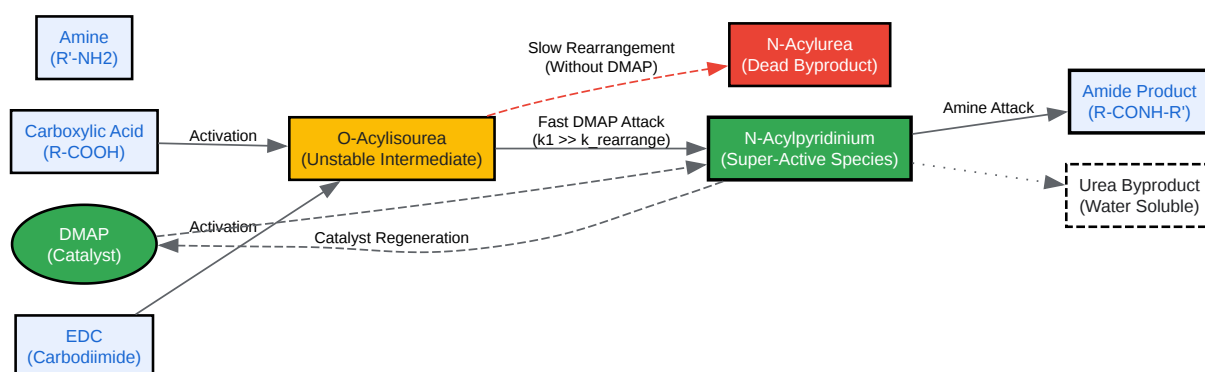 Amine
(R'-NH2)
Carboxylic Acid
(R-COOH)
DMAP
(Catalyst)
EDC
(Carbodiimide)
Activation
Activation
O-Acylisourea
(Unstable Intermediate)
Slow Rearrangement
(Without DMAP)
Fast DMAP Attack
(k1 >> k_rearrange)
Catalyst Regeneration
N-Acylurea
(Dead Byproduct)
N-Acylpyridinium
(Super-Active Species)
Amine Attack
Amide Product
(R-CONH-R')
Urea Byproduct
(Water Soluble)